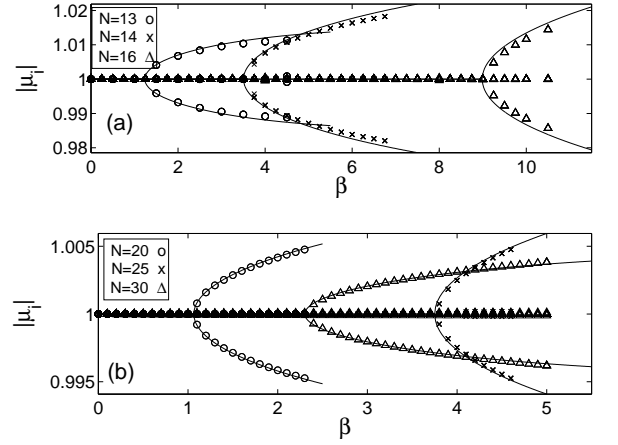 N=13 o
N=14 x
N=16 Δ
1.02
1.01
1
0.99
0.98
|μᵢ|
(a)
0 2 4 6 8 10
β
N=20 o
N=25 x
N=30 Δ
1.005
1
0.995
|μᵢ|
(b)
0 1 2 3 4 5
β